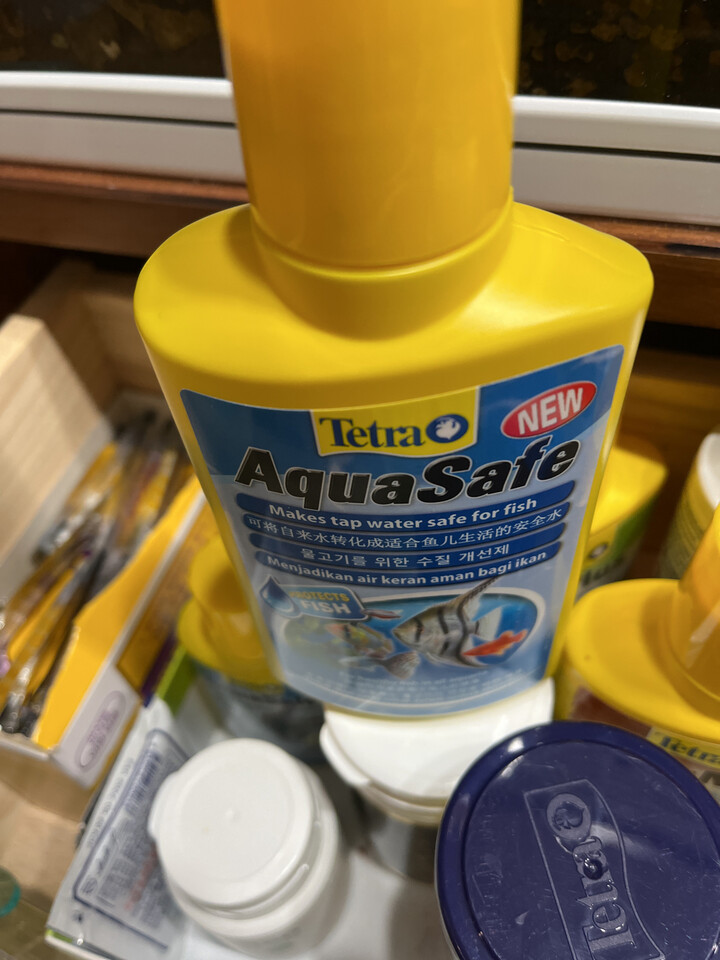 Tetra
NEW
AquaSafe
Makes tap water safe for fish
可将自来水转化成适合鱼儿生活的安全水
물고기를 위한 수질 개선제
Menjadikan air keran aman bagi ikan
PROTECTS
FISH
Tetra
Tetra